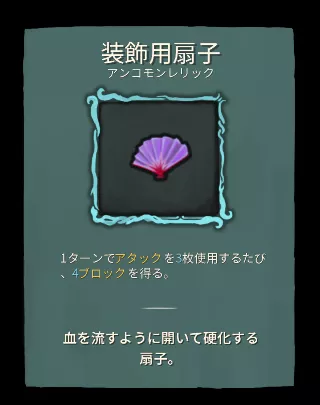 装飾用扇子
アンコモンレリック
1ターンでアタックを3枚使用するたび
、4ブロックを得る。
血を流すように開いて硬化する
扇子。